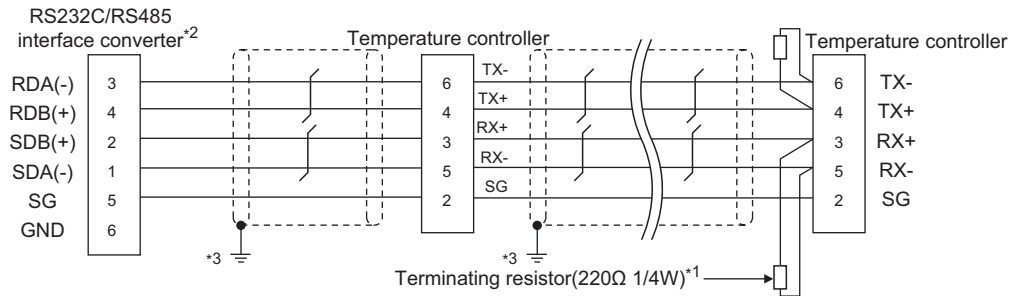 RS232C/RS485
interface converter*2
Temperature controller
Temperature controller
RDA(-) 3 6 TX- 6 TX-
RDB(+) 4 4 TX+ 4 TX+
SDB(+) 2 3 RX+ 3 RX+
SDA(-) 1 5 RX- 5 RX-
SG 5 2 SG 2 SG
GND 6
*3 *3
Terminating resistor(220Ω 1/4W)*1